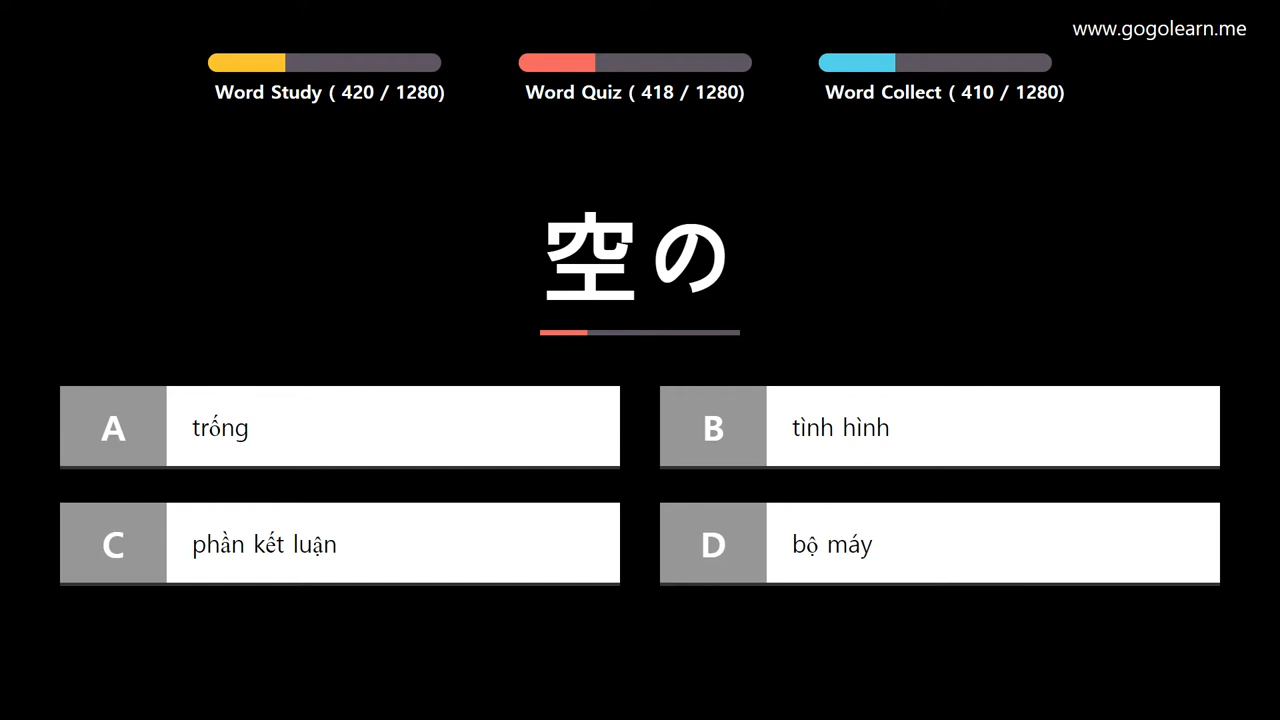 www.gogolearn.me
Word Study ( 420 / 1280)
Word Quiz ( 418 / 1280)
Word Collect ( 410 / 1280)
空の
A trống
B tình hình
C phần kết luận
D bộ máy